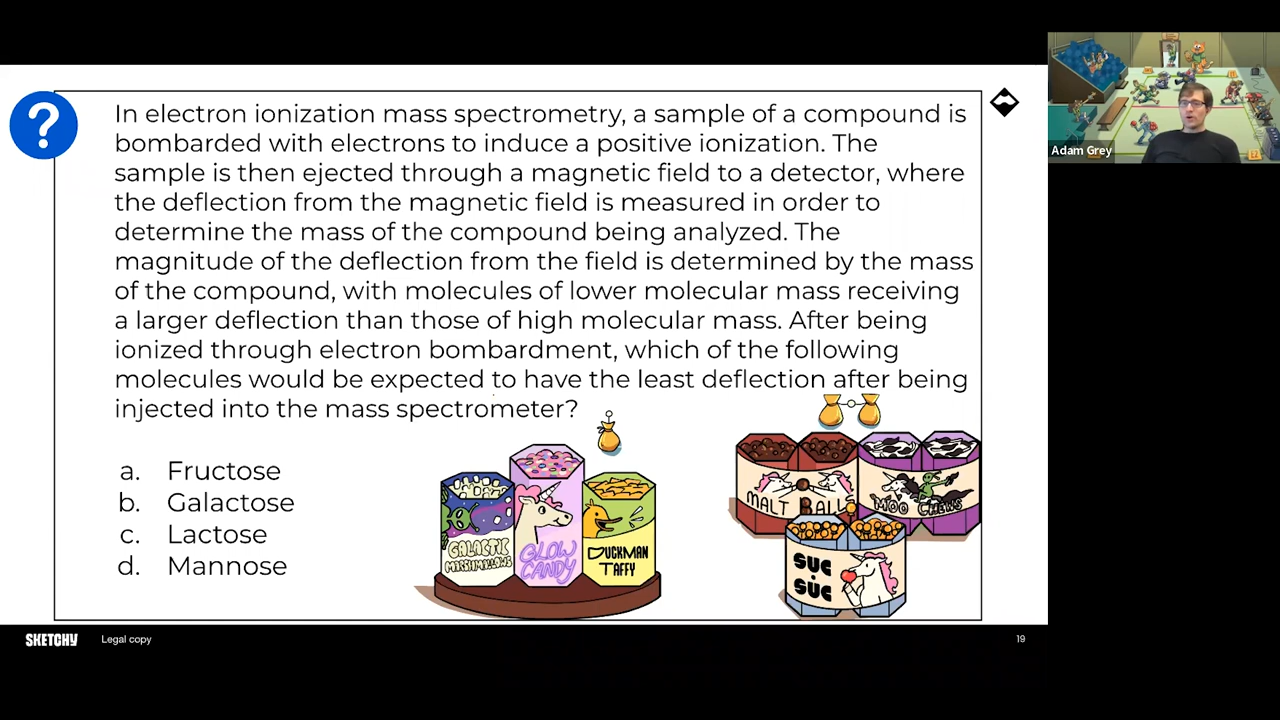 In electron ionization mass spectrometry, a sample of a compound is
bombarded with electrons to induce a positive ionization. The
sample is then ejected through a magnetic field to a detector, where
the deflection from the magnetic field is measured in order to
determine the mass of the compound being analyzed. The
magnitude of the deflection from the field is determined by the mass
of the compound, with molecules of lower molecular mass receiving
a larger deflection than those of high molecular mass. After being
ionized through electron bombardment, which of the following
molecules would be expected to have the least deflection after being
injected into the mass spectrometer?
a. Fructose
b. Galactose
c. Lactose
d. Mannose
GALACTIC
MARSHMALLOWS
GLOW
CANDY
DUCKMAN
TAFFY
MALT BALLS
MOO CHEWS
SUC
SUC
?
Adam Grey
SKETCHY
Legal copy
19